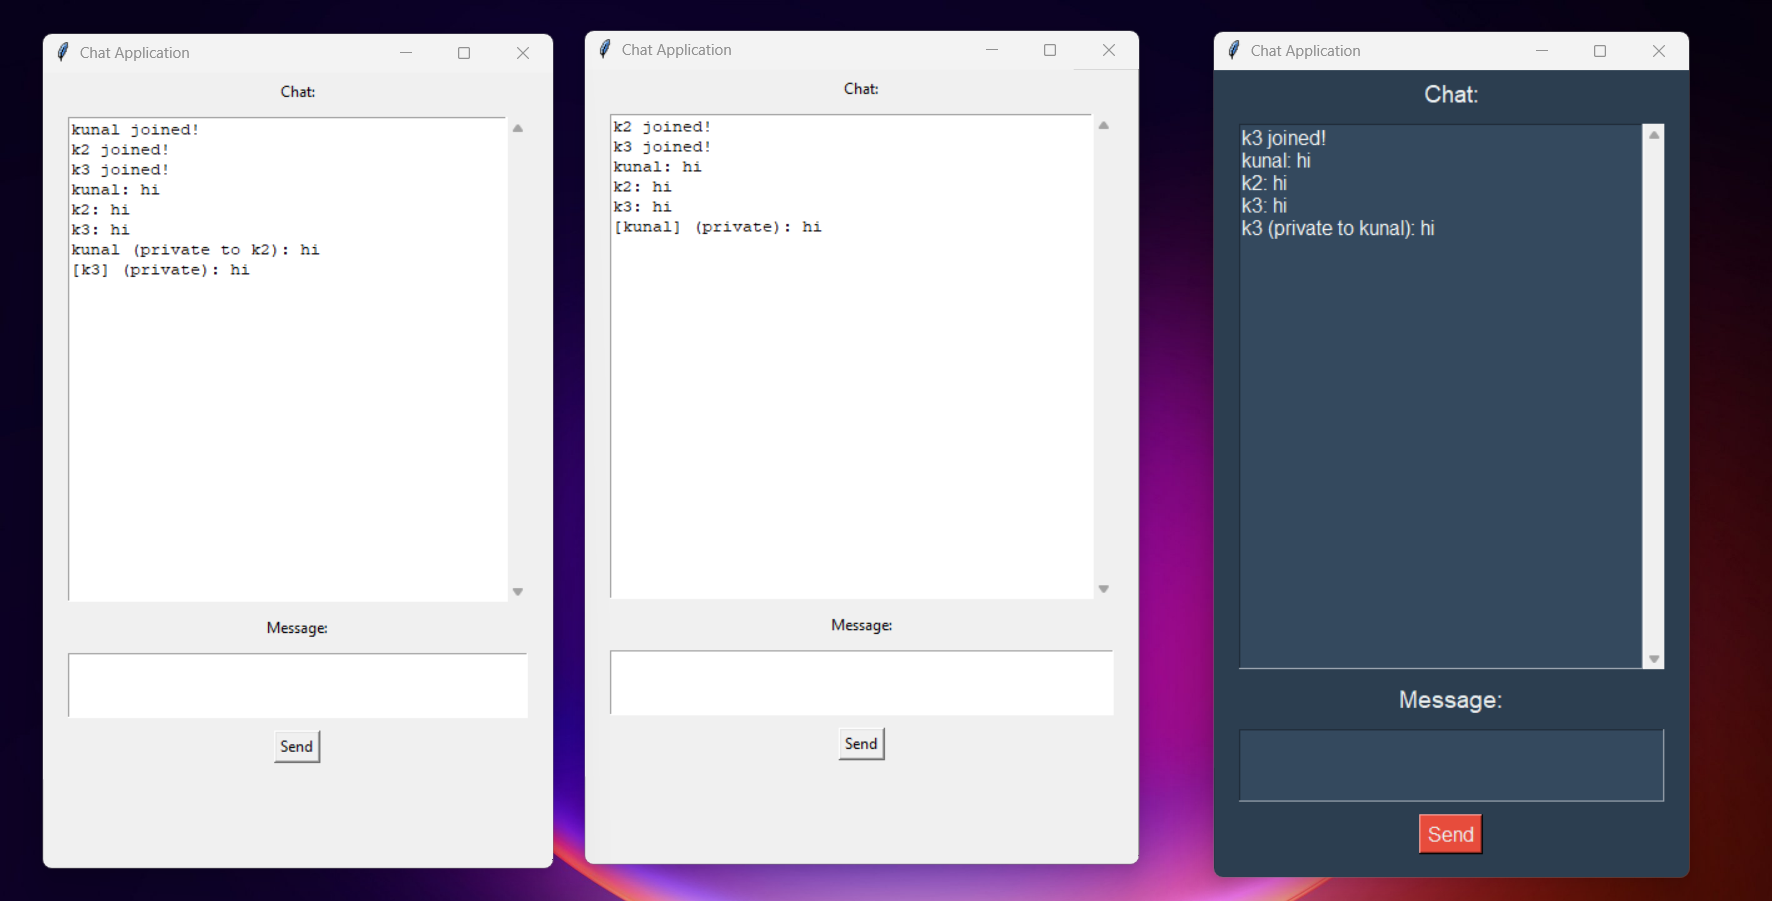 Chat Application
Chat:
kunal joined!
k2 joined!
k3 joined!
kunal: hi
k2: hi
k3: hi
kunal (private to k2): hi
[k3] (private): hi
Message:
Send
Chat Application
Chat:
k2 joined!
k3 joined!
kunal: hi
k2: hi
k3: hi
[kunal] (private): hi
Message:
Send
Chat Application
Chat:
k3 joined!
kunal: hi
k2: hi
k3: hi
k3 (private to kunal): hi
Message:
Send